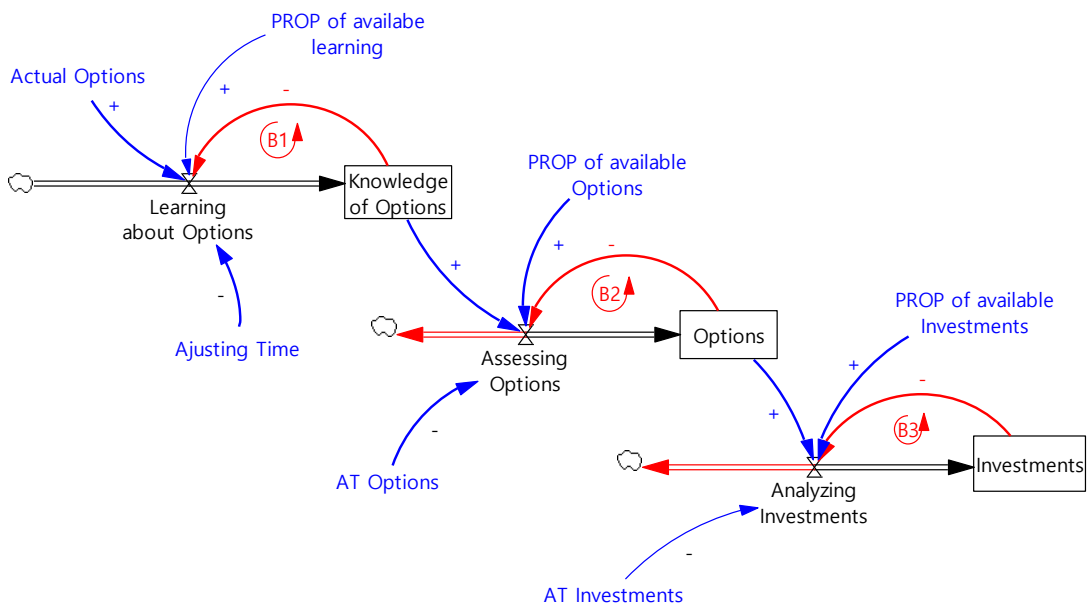 PROP of availabe
learning
Actual Options
+
+
-
B1
Knowledge
of Options
Learning
about Options
-
Ajusting Time
PROP of available
Options
+
+
-
B2
Options
Assessing
Options
-
AT Options
PROP of available
Investments
+
+
-
B3
Investments
Analyzing
Investments
-
AT Investments